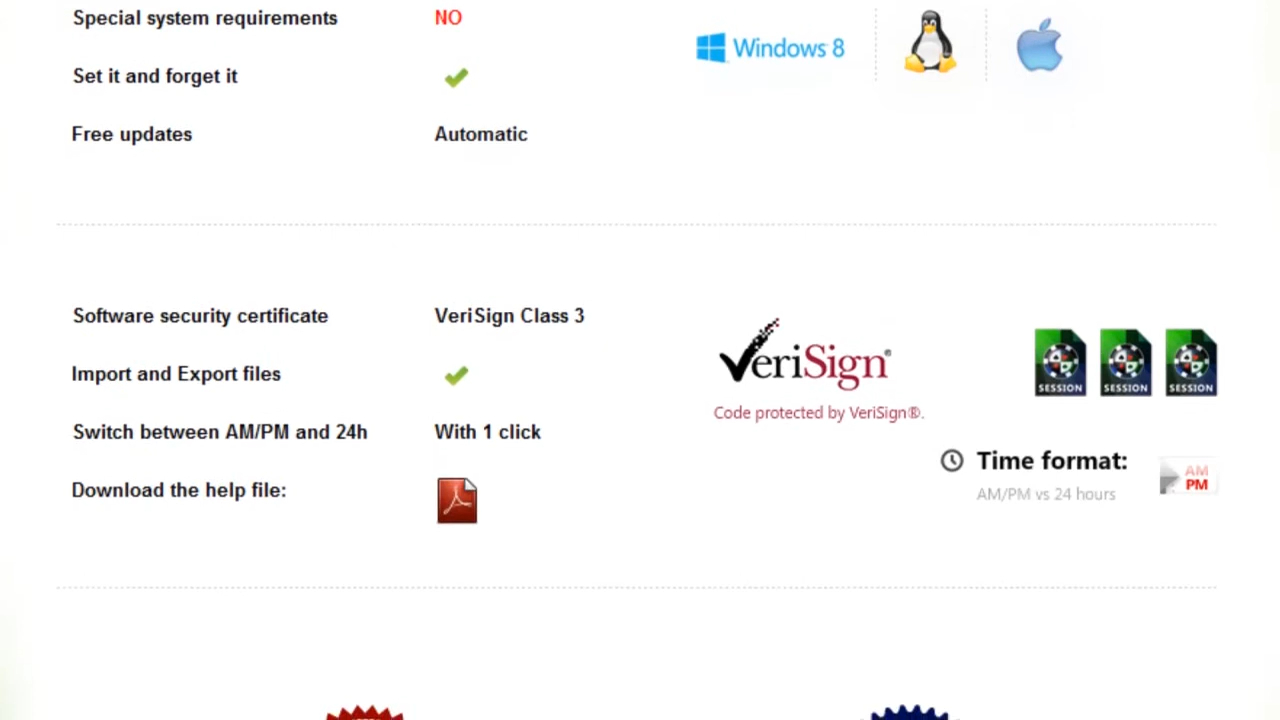 Special system requirements NO
Windows 8
Set it and forget it
Free updates Automatic
Software security certificate VeriSign Class 3
VeriSign®
SESSION SESSION SESSION
Import and Export files
Code protected by VeriSign®.
Switch between AM/PM and 24h With 1 click
Time format:
AM
PM
AM/PM vs 24 hours
Download the help file: